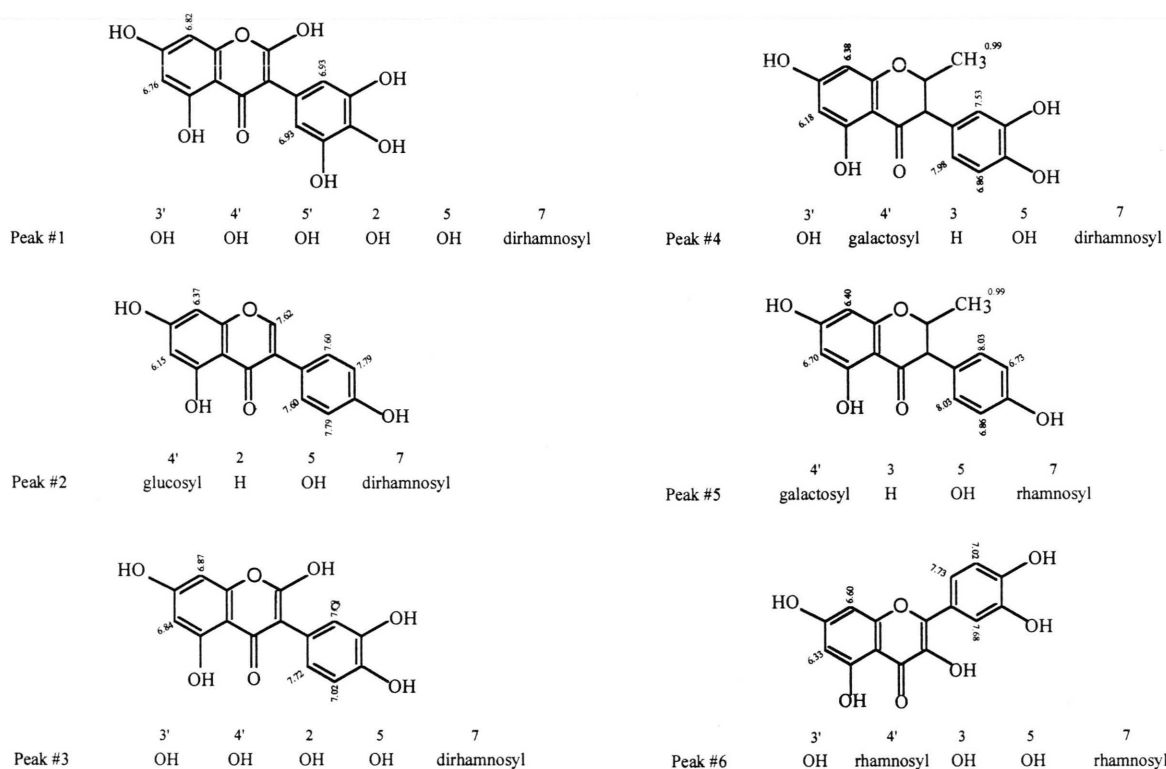 HO 6.82 O OH
6.76 6.93 OH
OH O 6.93 OH
OH
3' 4' 5' 2 5 7
Peak #1 OH OH OH OH OH dirhamnosyl
HO 6.37 O 7.62
6.15 7.60 7.79
OH O 7.60 OH
7.79
4' 2 5 7
Peak #2 glucosyl H OH dirhamnosyl
HO 6.87 O OH
6.84 OH
OH O 7.72 7.02 OH
3' 4' 2 5 7
Peak #3 OH OH OH OH dirhamnosyl
HO 6.38 O CH3 0.99
6.18 7.53 OH
OH O 7.98 6.86 OH
3' 4' 3 5 7
Peak #4 OH galactosyl H OH dirhamnosyl
HO 6.40 O CH3 0.99
6.70 8.03 6.73
OH O 8.03 6.86 OH
4' 3 5 7
Peak #5 galactosyl H OH rhamnosyl
7.02 OH
7.73
HO 6.60 O 7.68 OH
6.33 OH
OH O
3' 4' 3 5 7
Peak #6 OH rhamnosyl OH OH rhamnosyl